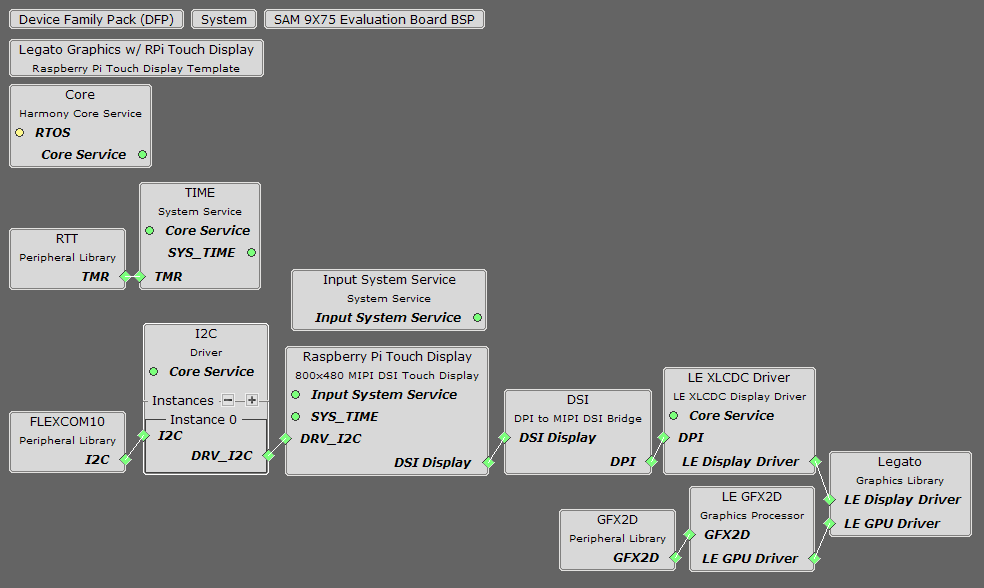 Device Family Pack (DFP)
System
SAM 9X75 Evaluation Board BSP
Legato Graphics w/ RPi Touch Display
Raspberry Pi Touch Display Template
Core
Harmony Core Service
RTOS
Core Service
TIME
System Service
Core Service
SYS_TIME
TMR
RTT
Peripheral Library
TMR
Input System Service
System Service
Input System Service
I2C
Driver
Core Service
Instances
Instance 0
I2C
DRV_I2C
FLEXCOM10
Peripheral Library
I2C
Raspberry Pi Touch Display
800x480 MIPI DSI Touch Display
Input System Service
SYS_TIME
DRV_I2C
DSI Display
DSI
DPI to MIPI DSI Bridge
DSI Display
DPI
LE XLCDC Driver
LE XLCDC Display Driver
Core Service
DPI
LE Display Driver
Legato
Graphics Library
LE Display Driver
LE GPU Driver
LE GFX2D
Graphics Processor
GFX2D
LE GPU Driver
GFX2D
Peripheral Library
GFX2D